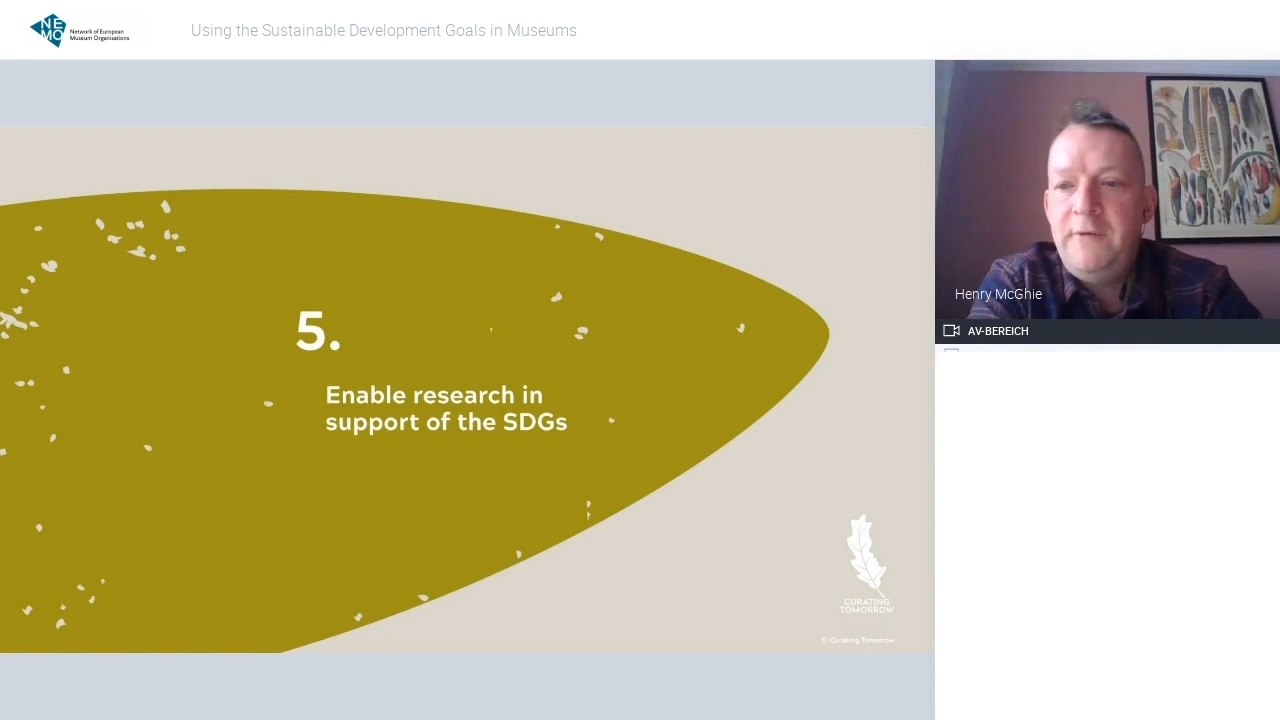 NE
MO
Network of European
Museum Organisations
Using the Sustainable Development Goals in Museums
5.
Enable research in
support of the SDGs
CURATING
TOMORROW
© Curating Tomorrow
Henry McGhie
AV-BEREICH